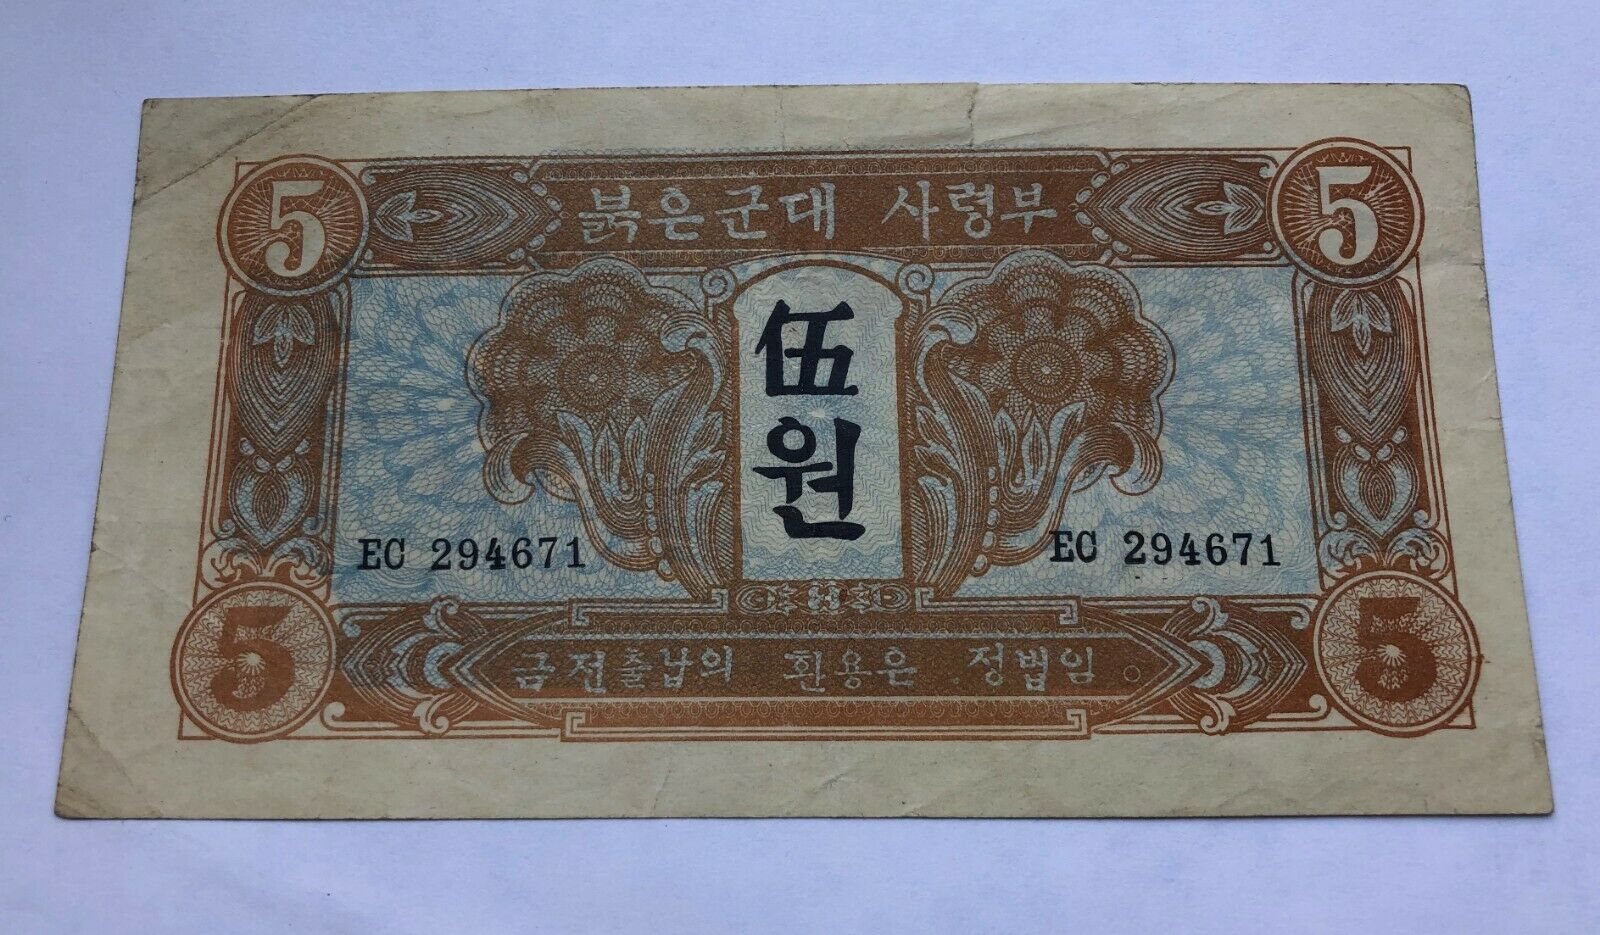 5 붉은군대 사령부 5
伍
원
EC 294671 EC 294671
5 금전출납의 환용은 정법임。 5